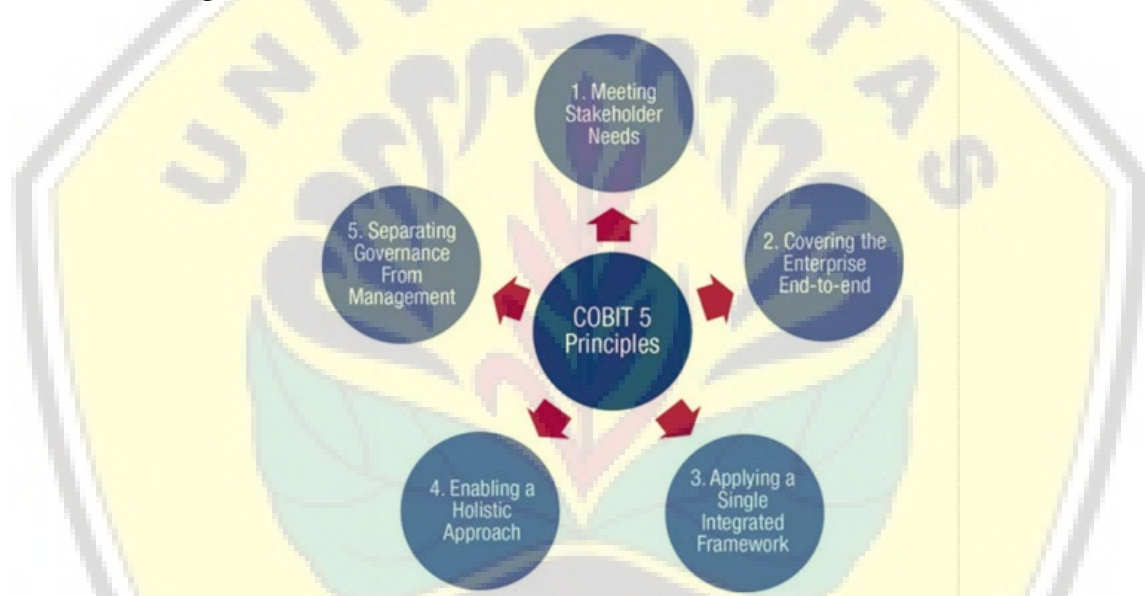 UNIVERSITAS
1. Meeting
Stakeholder
Needs
2. Covering the
Enterprise
End-to-end
3. Applying a
Single
Integrated
Framework
4. Enabling a
Holistic
Approach
5. Separating
Governance
From
Management
COBIT 5
Principles